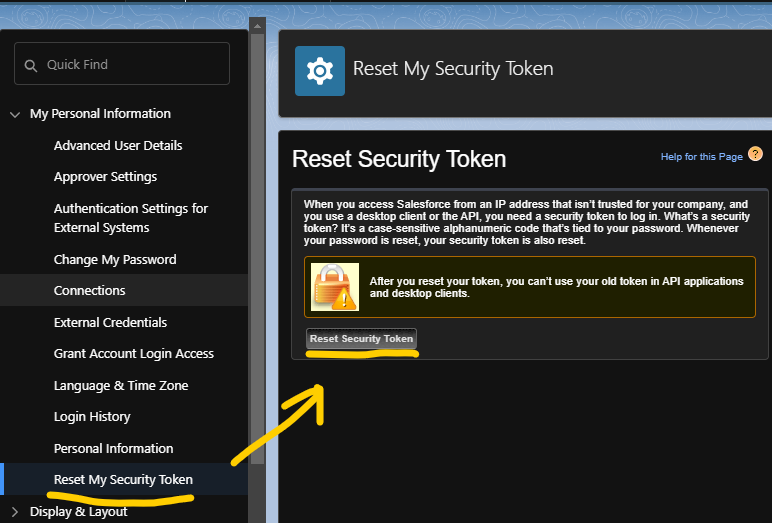 Quick Find
My Personal Information
Advanced User Details
Approver Settings
Authentication Settings for
External Systems
Change My Password
Connections
External Credentials
Grant Account Login Access
Language & Time Zone
Login History
Personal Information
Reset My Security Token
Display & Layout
Reset My Security Token
Reset Security Token
Help for this Page ?
When you access Salesforce from an IP address that isn't trusted for your company, and
you use a desktop client or the API, you need a security token to log in. What's a security
token? It's a case-sensitive alphanumeric code that's tied to your password. Whenever
your password is reset, your security token is also reset.
After you reset your token, you can't use your old token in API applications
and desktop clients.
Reset Security Token